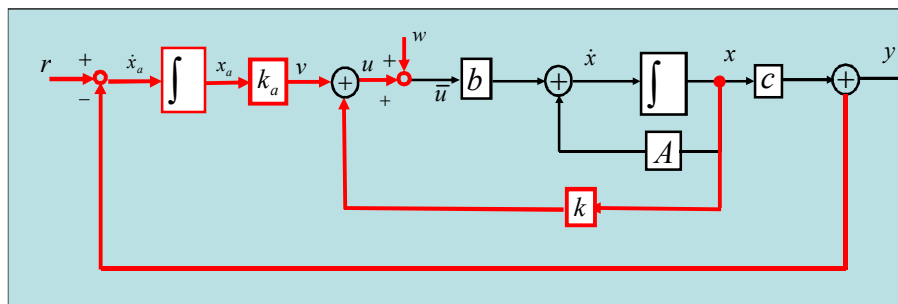 r + − ẋₐ ∫ xₐ kₐ v + u + + w u̅ b + ẋ ∫ x c + y
A
k